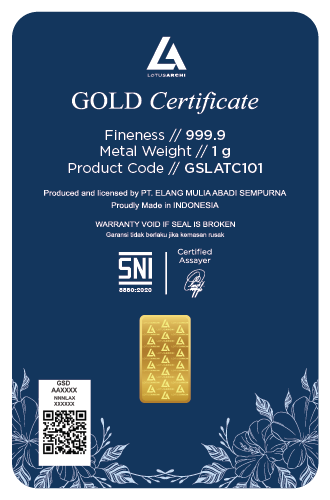 LOTUSARCHI
GOLD Certificate
Fineness // 999.9
Metal Weight // 1 g
Product Code // GSLATC101
Produced and licensed by PT. ELANG MULIA ABADI SEMPURNA
Proudly Made in INDONESIA
WARRANTY VOID IF SEAL IS BROKEN
Garansi tidak berlaku jika kemasan rusak
SNI
8880:2020
Certified
Assayer
GSD
AAXXXX
NNNLAX
XXXXXX